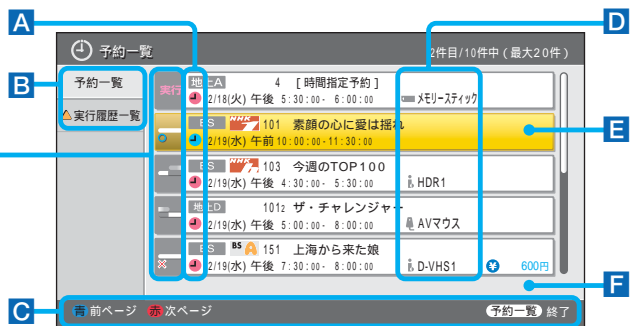 A
D
予約一覧
2件目/10件中(最大20件)
B
予約一覧
実行履歴一覧
実行
地上A
4 [時間指定予約]
2/18(火) 午後 5:30:00- 6:00:00
メモリースティック
BS
NHK
101 素顔の心に愛は揺れ
2/19(水) 午前 10:00:00-11:30:00
E
BS
NHK
103 今週のTOP100
2/19(水) 午後 4:30:00- 5:30:00
HDR1
地上D
1012 ザ・チャレンジャー
2/19(水) 午後 5:00:00- 8:00:00
AVマウス
BS
BS
151 上海から来た娘
2/19(水) 午後 7:30:00- 8:00:00
D-VHS1
¥
600円
F
C
青 前ページ 赤 次ページ
予約一覧 終了